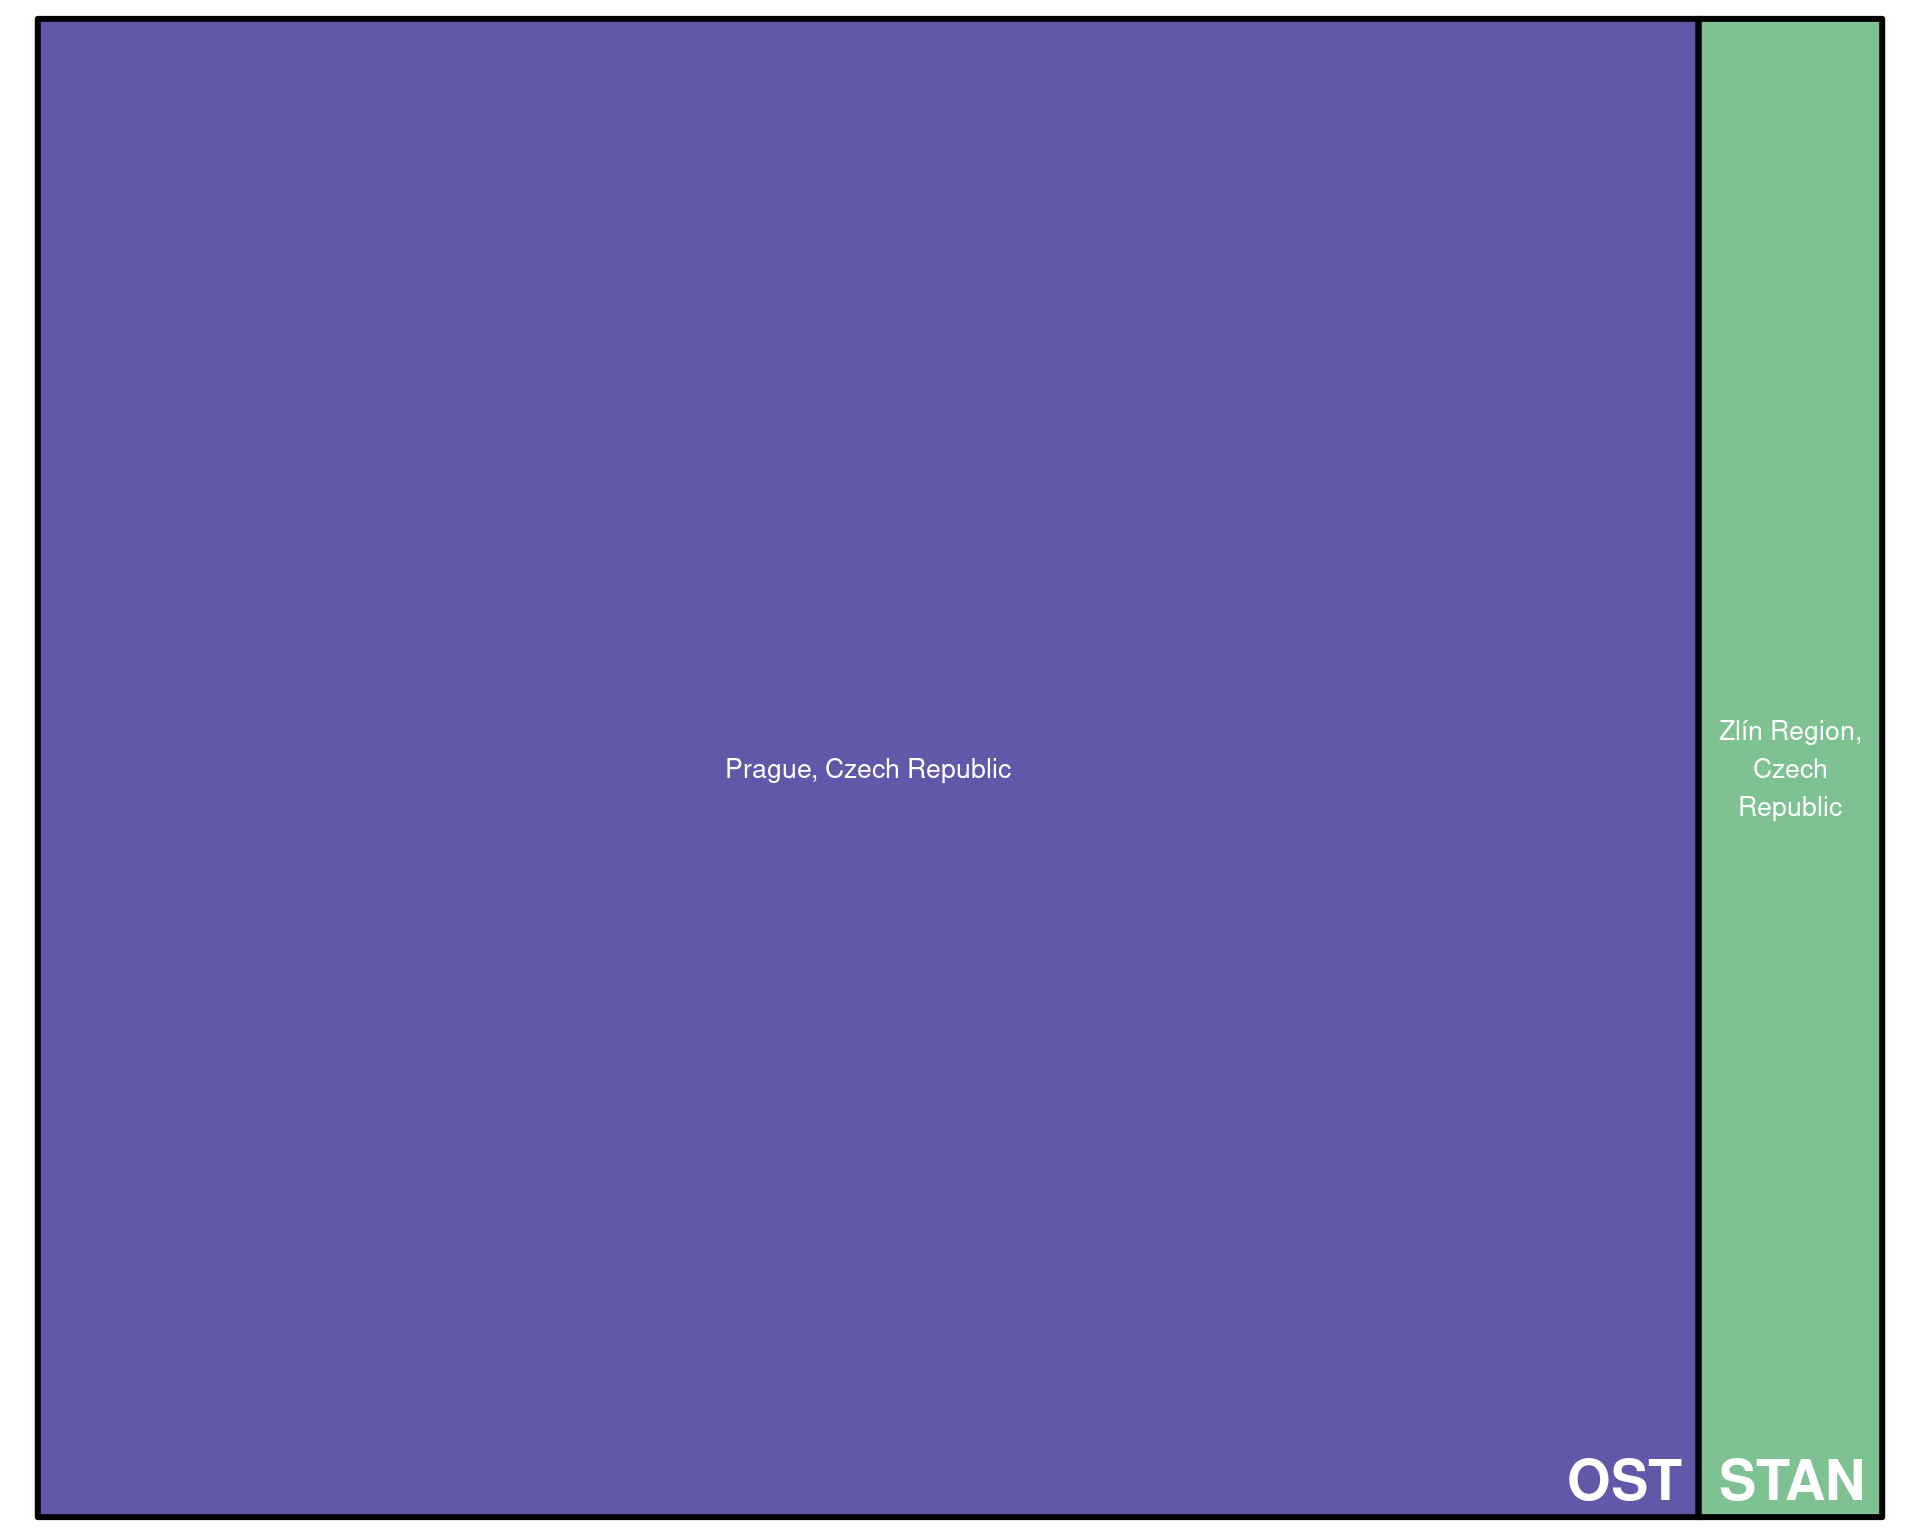 Prague, Czech Republic
Zlín Region,
Czech
Republic
OST
STAN